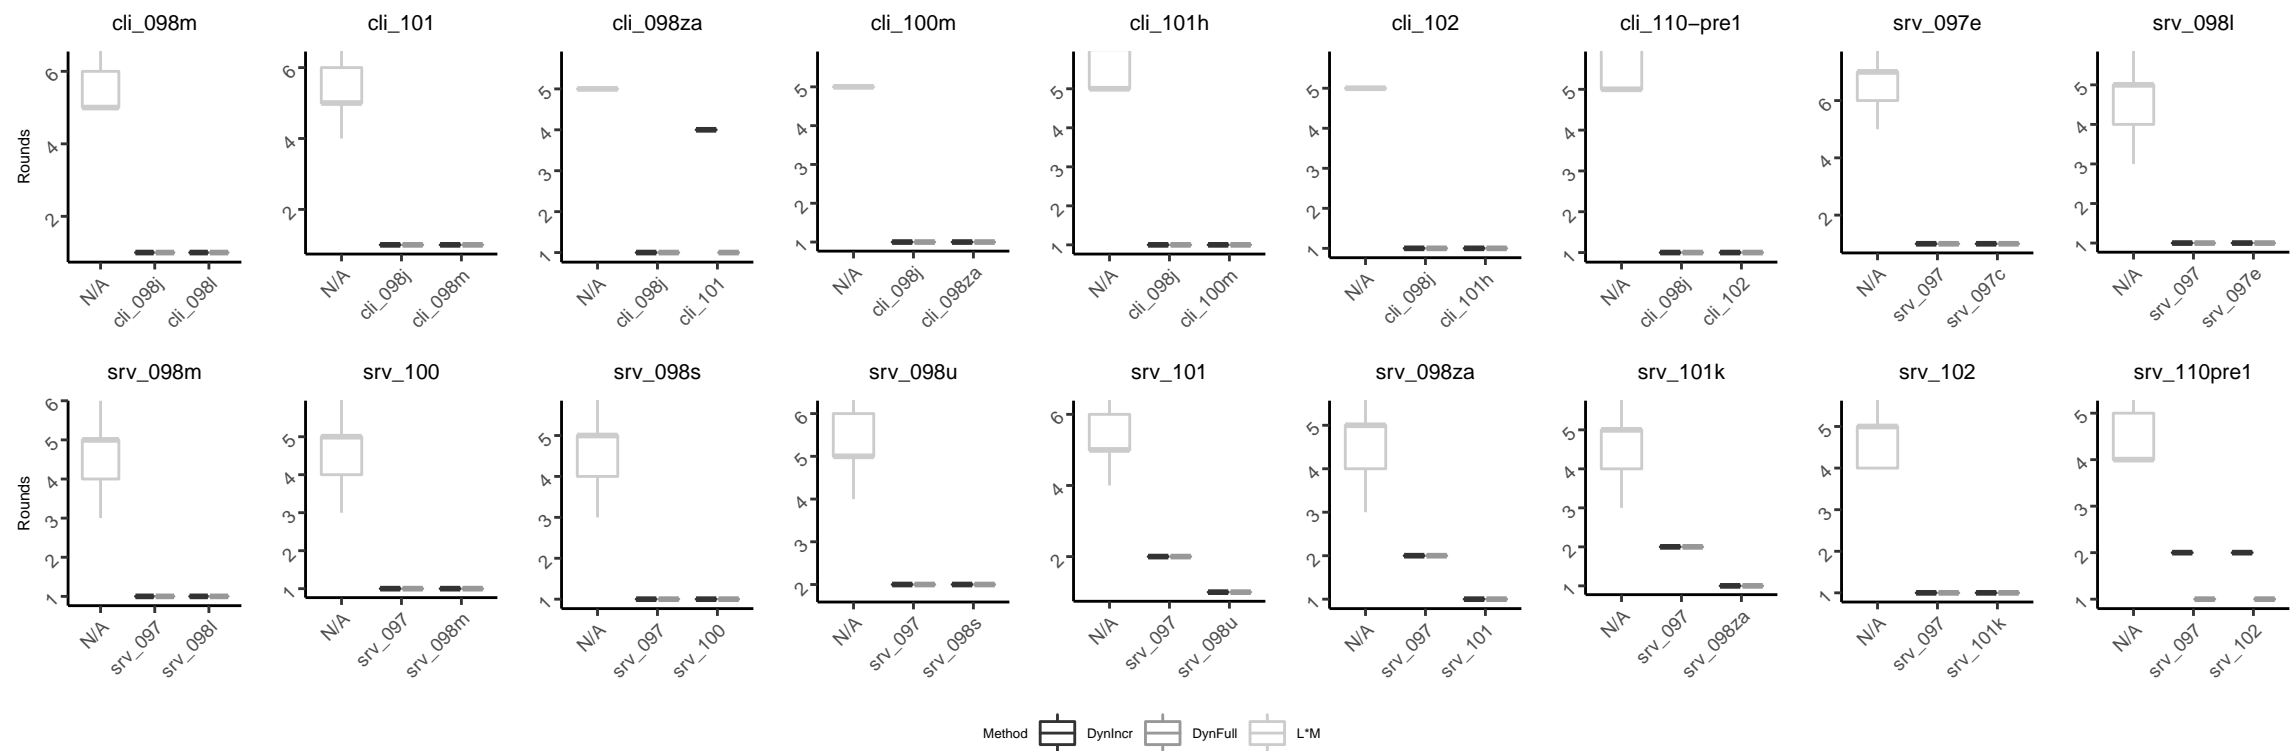 cli_098m cli_101 cli_098za cli_100m cli_101h cli_102 cli_110−pre1 srv_097e srv_098l
Rounds
2 4 6
N/A cli_098j cli_098l
2 4 6
N/A cli_098j cli_098m
1 2 3 4 5
N/A cli_098j cli_101
1 2 3 4 5
N/A cli_098j cli_098za
1 2 3 4 5
N/A cli_098j cli_100m
1 2 3 4 5
N/A cli_098j cli_101h
1 2 3 4 5
N/A cli_098j cli_102
2 4 6
N/A srv_097 srv_097c
1 2 3 4 5
N/A srv_097 srv_097e
srv_098m srv_100 srv_098s srv_098u srv_101 srv_098za srv_101k srv_102 srv_110pre1
Rounds
1 2 3 4 5 6
N/A srv_097 srv_098l
1 2 3 4 5
N/A srv_097 srv_098m
1 2 3 4 5
N/A srv_097 srv_100
2 3 4 5 6
N/A srv_097 srv_098s
2 4 6
N/A srv_097 srv_098u
1 2 3 4 5
N/A srv_097 srv_101
1 2 3 4 5
N/A srv_097 srv_098za
1 2 3 4 5
N/A srv_097 srv_101k
1 2 3 4 5
N/A srv_097 srv_102
Method DynIncr DynFull L*M